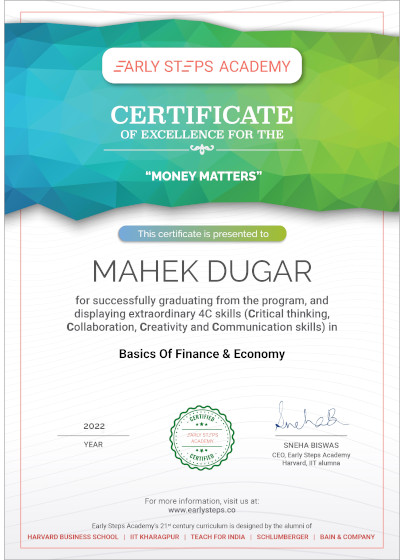 EARLY STEPS ACADEMY
CERTIFICATE
OF EXCELLENCE FOR THE
“MONEY MATTERS”
This certificate is presented to
MAHEK DUGAR
for successfully graduating from the program, and
displaying extraordinary 4C skills (Critical thinking,
Collaboration, Creativity and Communication skills) in
Basics Of Finance & Economy
2022
YEAR
CERTIFIED
EARLY STEPS
ACADEMY
CERTIFIED
SnehaB
SNEHA BISWAS
CEO, Early Steps Academy
Harvard, IIT alumna
For more information, visit us at:
www.earlysteps.co
Early Steps Academy's 21st century curriculum is designed by the alumni of
HARVARD BUSINESS SCHOOL | IIT KHARAGPUR | TEACH FOR INDIA | SCHLUMBERGER | BAIN & COMPANY